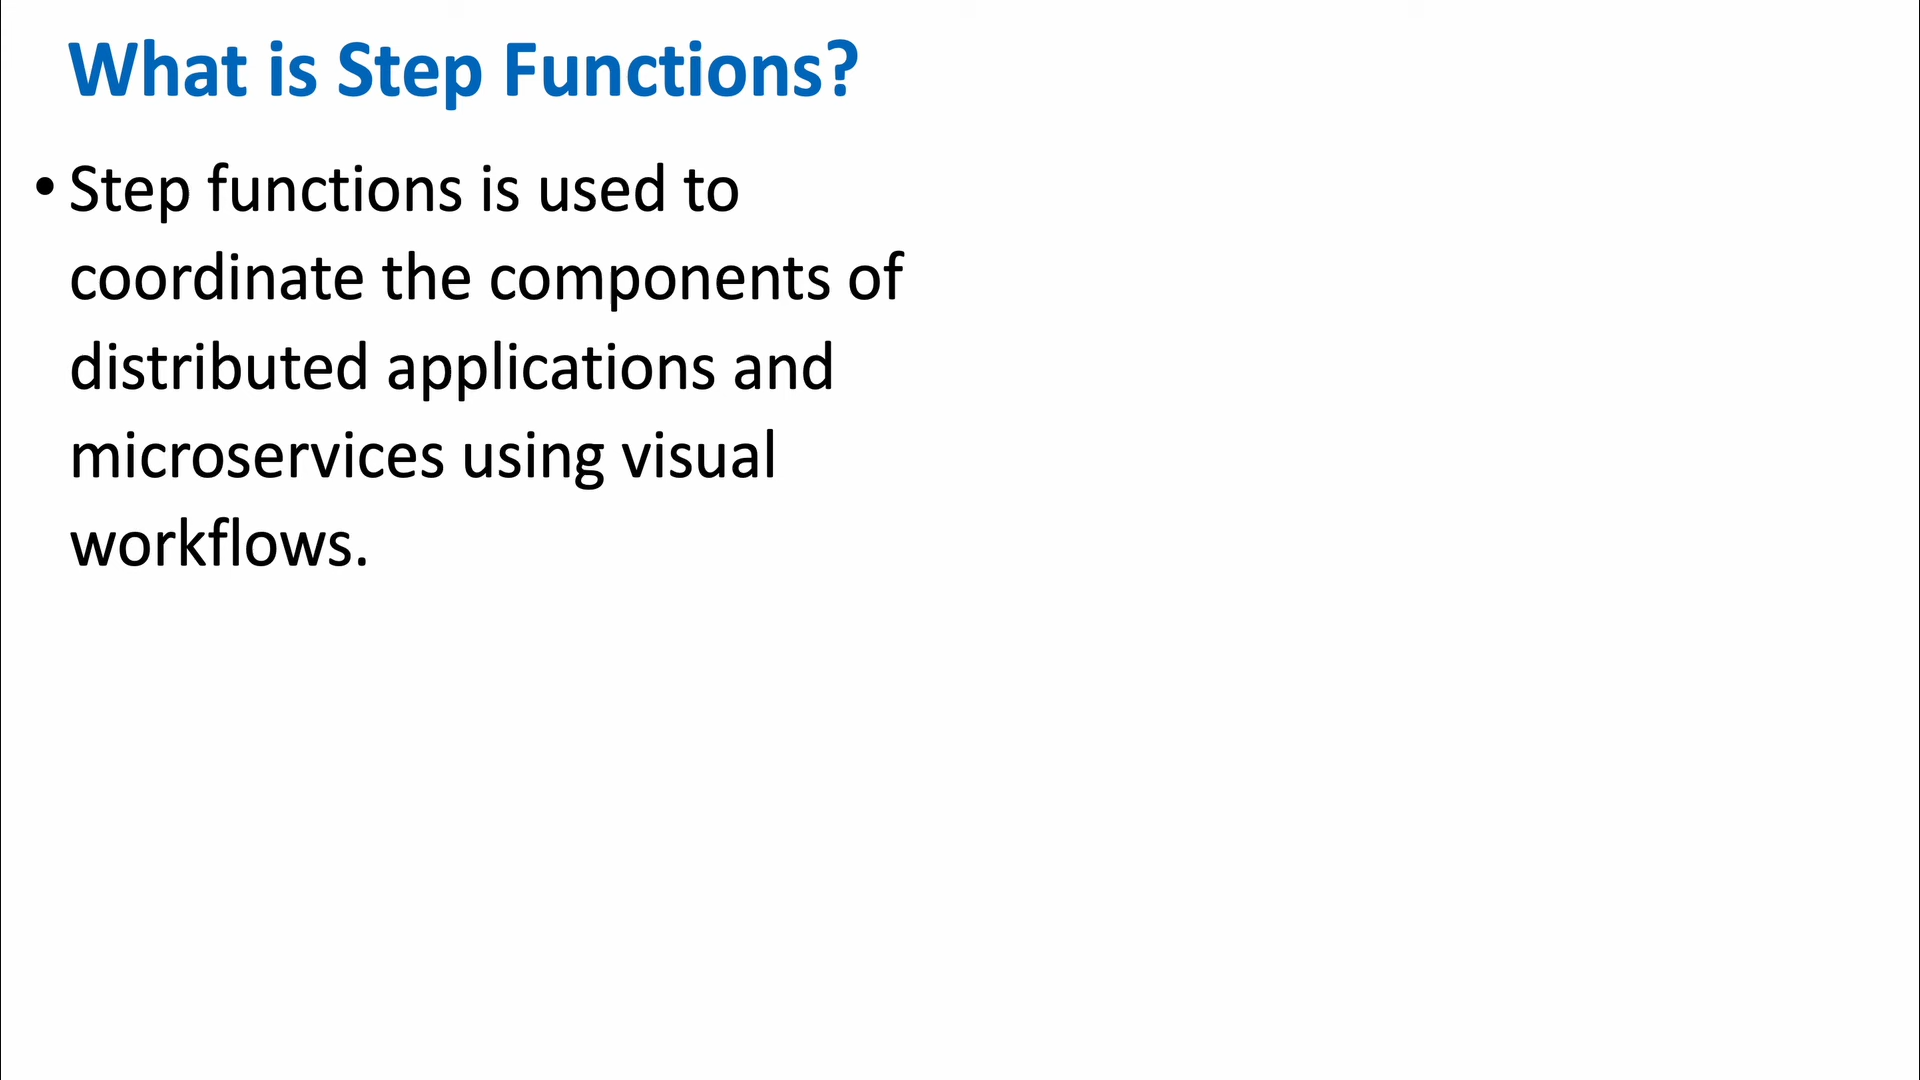 What is Step Functions?
• Step functions is used to
coordinate the components of
distributed applications and
microservices using visual
workflows.